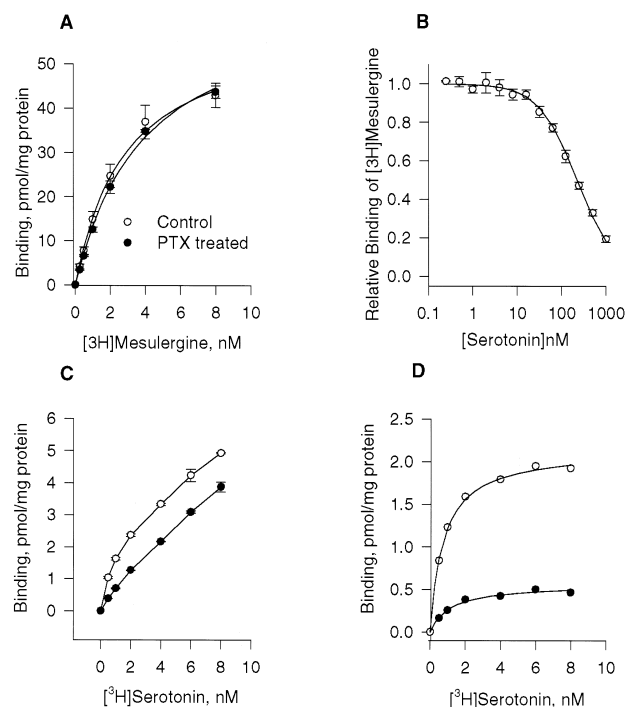 A
Binding, pmol/mg protein
50
40
30
20
10
0
Control
PTX treated
0 2 4 6 8 10
[3H]Mesulergine, nM
B
Relative Binding of [3H]Mesulergine
1.0
0.8
0.6
0.4
0.2
0.0
0.1 1 10 100 1000
[Serotonin]nM
C
Binding, pmol/mg protein
6
5
4
3
2
1
0
0 2 4 6 8 10
[³H]Serotonin, nM
D
Binding, pmol/mg protein
2.5
2.0
1.5
1.0
0.5
0.0
0 2 4 6 8 10
[³H]Serotonin, nM